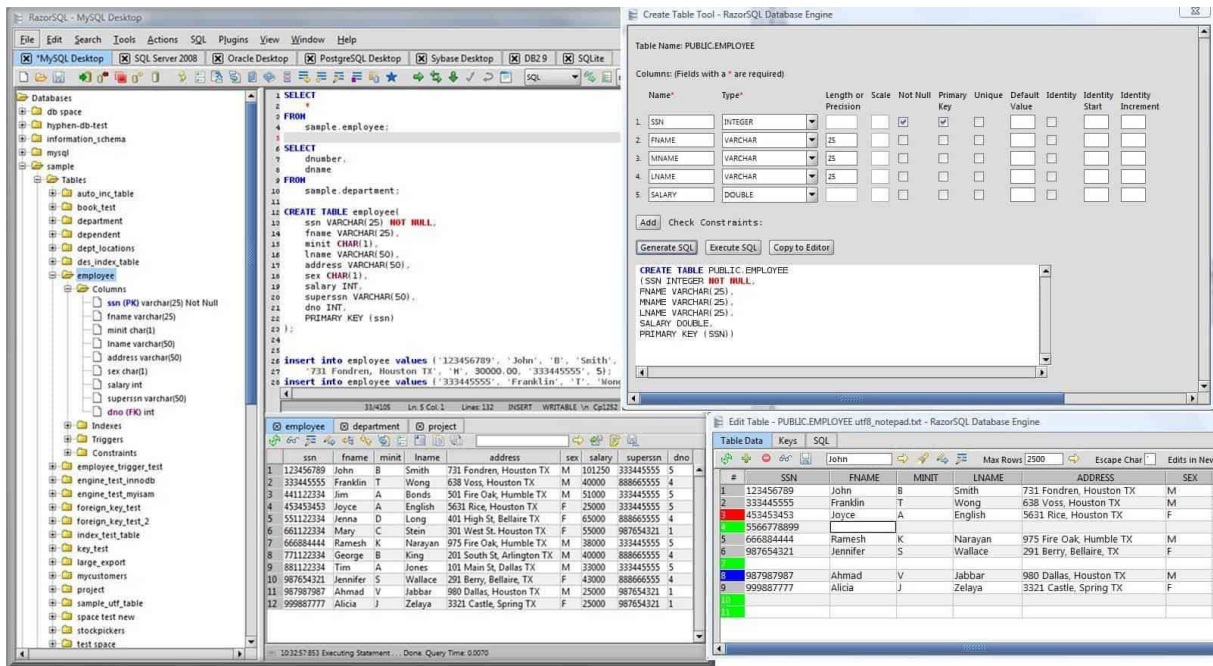 RazorSQL - MySQL Desktop
File Edit Search Tools Actions SQL Plugins View Window Help
*MySQL Desktop SQL Server 2008 Oracle Desktop PostgreSQL Desktop Sybase Desktop DB2 9 SQLite
SQL
Databases
db space
hyphen-db-test
information_schema
mysql
sample
Tables
auto_inc_table
book_test
department
dependent
dept_locations
des_index_table
employee
Columns
ssn (PK) varchar(25) Not Null
fname varchar(25)
minit char(1)
lname varchar(50)
address varchar(50)
sex char(1)
salary int
superssn varchar(50)
dno (FK) int
Indexes
Triggers
Constraints
employee_trigger_test
engine_test_innodb
engine_test_myisam
foreign_key_test
foreign_key_test_2
index_test_table
key_test
large_export
mycustomers
project
sample_utf_table
space test new
stockpickers
test space
1 SELECT
2 *
3 FROM
4 sample.employee;
5
6 SELECT
7 dnumber,
8 dname
9 FROM
10 sample.department;
11
12 CREATE TABLE employee(
13 ssn VARCHAR(25) NOT NULL,
14 fname VARCHAR(25),
15 minit CHAR(1),
16 lname VARCHAR(50),
17 address VARCHAR(50),
18 sex CHAR(1),
19 salary INT,
20 superssn VARCHAR(50),
21 dno INT,
22 PRIMARY KEY (ssn)
23 );
24
25
26 insert into employee values ('123456789', 'John', 'B', 'Smith',
27 '731 Fondren, Houston TX', 'M', 30000.00, '333445555', 5);
28 insert into employee values ('333445555', 'Franklin', 'T', 'Wong
33/4105 Ln: 5 Col: 1 Lines: 132 INSERT WRITABLE \n Cp1252
employee department project
ssn fname minit lname address sex salary superssn dno
1 123456789 John B Smith 731 Fondren, Houston TX M 101250 333445555 5
2 333445555 Franklin T Wong 638 Voss, Houston TX M 40000 888665555 4
3 441122334 Jim A Bonds 501 Fire Oak, Humble TX M 51000 333445555 5
4 453453453 Joyce A English 5631 Rice, Houston TX F 25000 333445555 5
5 551122334 Jenna D Long 401 High St, Bellaire TX F 65000 888665555 4
6 661122334 Mary C Stein 301 West St. Houston TX F 55000 987654321 1
7 666884444 Ramesh K Narayan 975 Fire Oak, Humble TX M 38000 333445555 5
8 771122334 George B King 201 South St, Arlington TX M 40000 888665555 4
9 881122334 Tim A Jones 101 Main St, Dallas TX M 33000 333445555 5
10 987654321 Jennifer S Wallace 291 Berry, Bellaire, TX F 43000 888666555 4
11 987987987 Ahmad V Jabbar 980 Dallas, Houston TX M 25000 987654321 1
12 999887777 Alicia J Zelaya 3321 Castle, Spring TX F 25000 987654321 1
10:32:57:853 Executing Statement . . . Done. Query Time: 0.0070
Create Table Tool - RazorSQL Database Engine
Table Name: PUBLIC.EMPLOYEE
Columns: (Fields with a * are required)
Name* Type* Length or Precision Scale Not Null Primary Key Unique Default Value Identity Identity Start Identity Increment
1. SSN INTEGER
2. FNAME VARCHAR 25
3. MNAME VARCHAR 25
4. LNAME VARCHAR 25
5. SALARY DOUBLE
Add Check Constraints:
Generate SQL Execute SQL Copy to Editor
CREATE TABLE PUBLIC.EMPLOYEE
(SSN INTEGER NOT NULL,
FNAME VARCHAR(25),
MNAME VARCHAR(25),
LNAME VARCHAR(25),
SALARY DOUBLE,
PRIMARY KEY (SSN))
Edit Table - PUBLIC.EMPLOYEE utf8_notepad.txt - RazorSQL Database Engine
Table Data Keys SQL
John Max Rows 2500 Escape Char ' Edits in New
# SSN FNAME MINIT LNAME ADDRESS SEX
1 123456789 John B Smith 731 Fondren, Houston TX M
2 333445555 Franklin T Wong 638 Voss, Houston TX M
3 453453453 Joyce A English 5631 Rice, Houston TX F
4 5566778899
5 666884444 Ramesh K Narayan 975 Fire Oak, Humble TX M
6 987654321 Jennifer S Wallace 291 Berry, Bellaire, TX F
7
8 987987987 Ahmad V Jabbar 980 Dallas, Houston TX M
9 999887777 Alicia J Zelaya 3321 Castle, Spring TX F
10
11